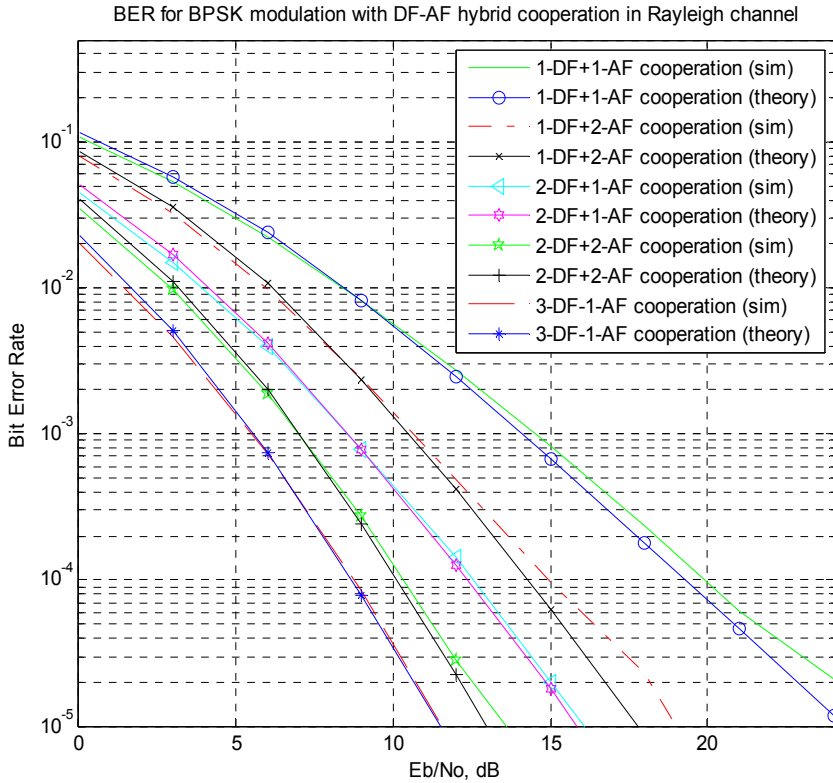 BER for BPSK modulation with DF-AF hybrid cooperation in Rayleigh channel
1-DF+1-AF cooperation (sim)
1-DF+1-AF cooperation (theory)
1-DF+2-AF cooperation (sim)
1-DF+2-AF cooperation (theory)
2-DF+1-AF cooperation (sim)
2-DF+1-AF cooperation (theory)
2-DF+2-AF cooperation (sim)
2-DF+2-AF cooperation (theory)
3-DF-1-AF cooperation (sim)
3-DF-1-AF cooperation (theory)
Bit Error Rate
10^-1
10^-2
10^-3
10^-4
10^-5
0 5 10 15 20
Eb/No, dB